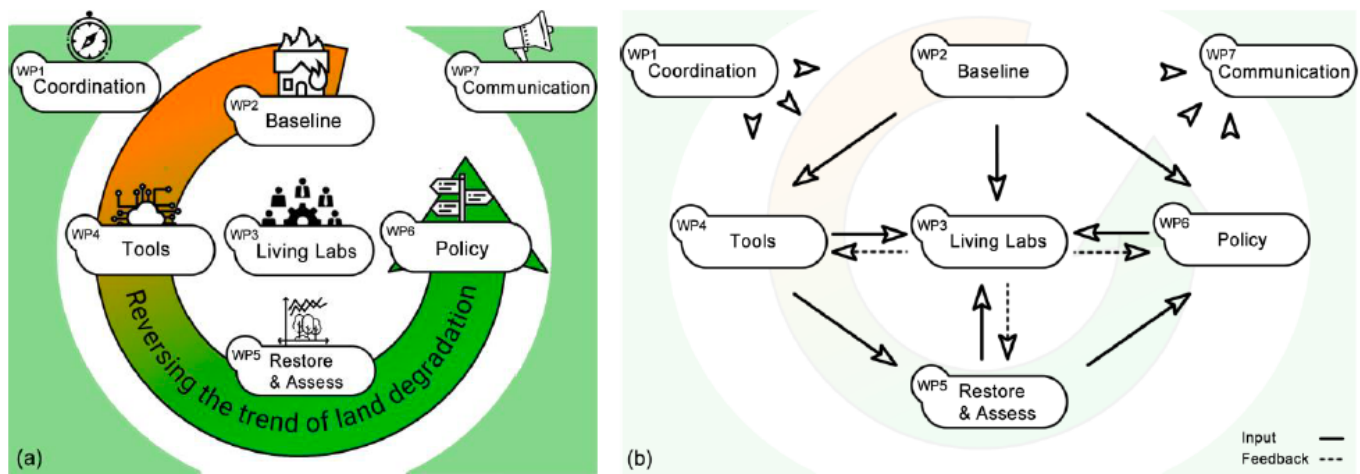 WP1
Coordination
WP2
Baseline
WP7
Communication
WP4
Tools
WP3
Living Labs
WP6
Policy
WP5
Restore
& Assess
Reversing the trend of land degradation
(a)
WP1
Coordination
WP2
Baseline
WP7
Communication
WP4
Tools
WP3
Living Labs
WP6
Policy
WP5
Restore
& Assess
Input
Feedback
(b)